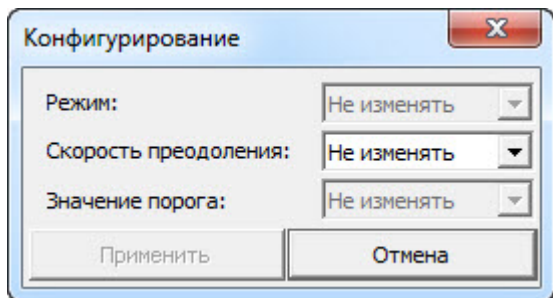 Конфигурирование
Режим: Не изменять
Скорость преодоления: Не изменять
Значение порога: Не изменять
Применить Отмена